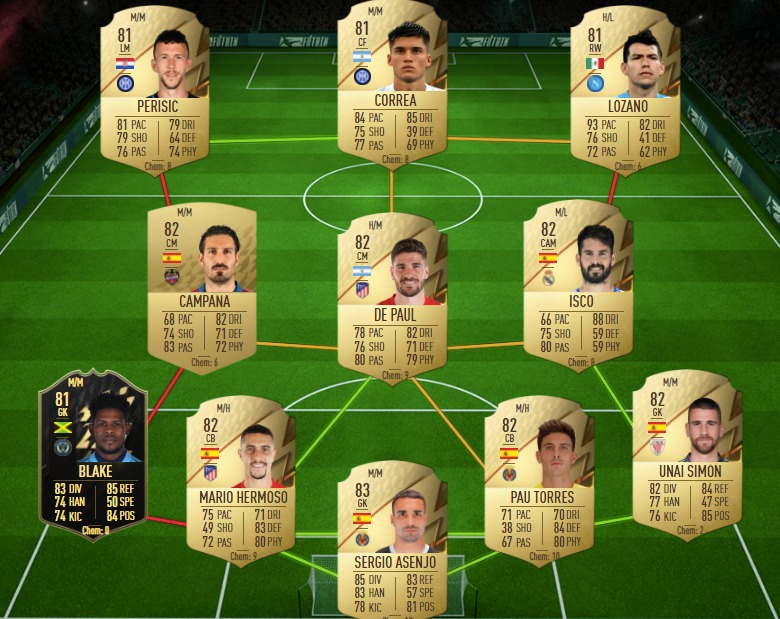 M/M
81
LM
PERISIC
81 PAC 79 DRI
79 SHO 64 DEF
76 PAS 74 PHY
Chem: 8
M/M
81
CF
CORREA
84 PAC 85 DRI
75 SHO 39 DEF
77 PAS 69 PHY
Chem: 8
H/L
81
RW
LOZANO
93 PAC 82 DRI
76 SHO 41 DEF
72 PAS 62 PHY
Chem: 6
M/M
82
CM
CAMPANA
68 PAC 82 DRI
74 SHO 71 DEF
83 PAS 72 PHY
Chem: 6
H/M
82
CM
DE PAUL
78 PAC 82 DRI
76 SHO 71 DEF
80 PAS 79 PHY
Chem: 9
M/L
82
CAM
ISCO
66 PAC 88 DRI
75 SHO 59 DEF
80 PAS 59 PHY
Chem: 8
M/M
81
GK
BLAKE
83 DIV 85 REF
74 HAN 50 SPE
74 KIC 84 POS
Chem: 0
M/H
82
CB
MARIO HERMOSO
75 PAC 71 DRI
49 SHO 83 DEF
72 PAS 80 PHY
Chem: 9
M/M
83
GK
SERGIO ASENJO
85 DIV 83 REF
83 HAN 57 SPE
78 KIC 81 POS
M/H
82
CB
PAU TORRES
71 PAC 70 DRI
38 SHO 84 DEF
67 PAS 80 PHY
Chem: 10
M/M
82
GK
UNAI SIMON
82 DIV 84 REF
77 HAN 47 SPE
76 KIC 85 POS
Chem: 2